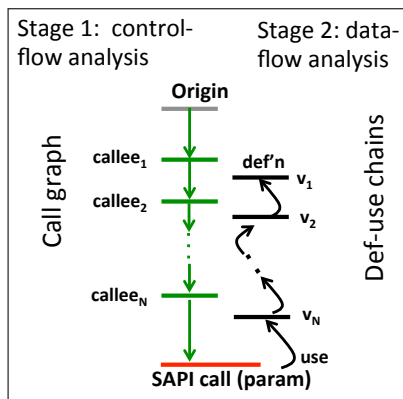 Stage 1: control-
flow analysis
Stage 2: data-
flow analysis
Origin
Call graph
callee₁
callee₂
calleeN
def'n
v₁
v₂
vN
use
SAPI call (param)
Def-use chains